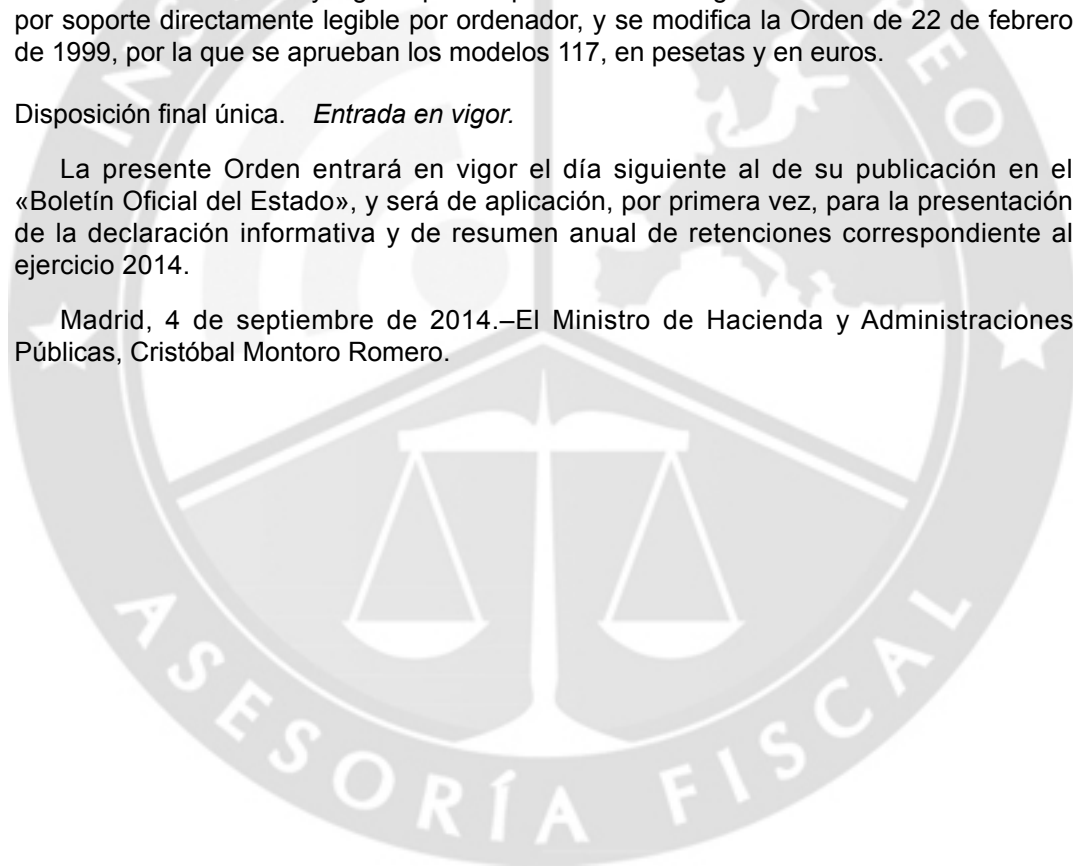 por soporte directamente legible por ordenador, y se modifica la Orden de 22 de febrero
de 1999, por la que se aprueban los modelos 117, en pesetas y en euros.
Disposición final única. Entrada en vigor.
La presente Orden entrará en vigor el día siguiente al de su publicación en el
«Boletín Oficial del Estado», y será de aplicación, por primera vez, para la presentación
de la declaración informativa y de resumen anual de retenciones correspondiente al
ejercicio 2014.
Madrid, 4 de septiembre de 2014.–El Ministro de Hacienda y Administraciones
Públicas, Cristóbal Montoro Romero.
ASESORÍA FISCAL